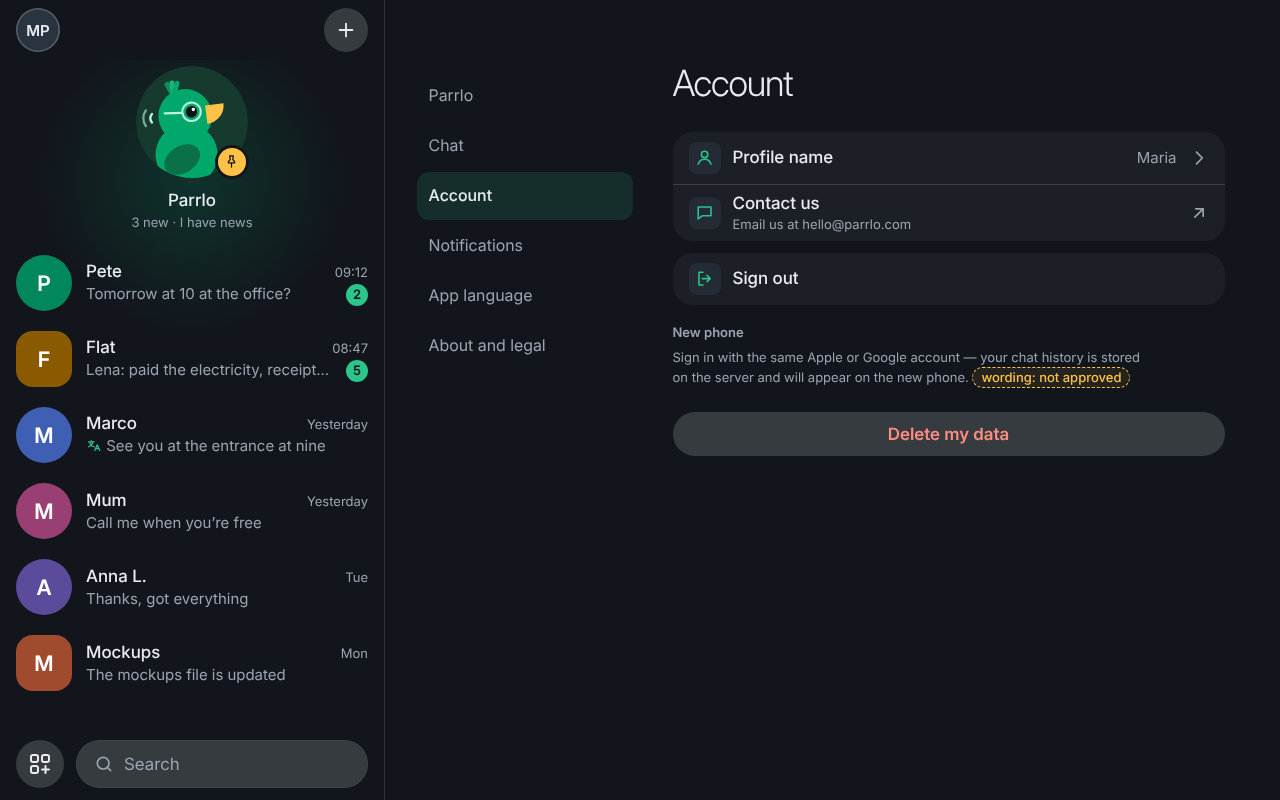 MP
Parrlo
3 new · I have news
P
Pete
09:12
Tomorrow at 10 at the office?
2
F
Flat
08:47
Lena: paid the electricity, receipt...
5
M
Marco
Yesterday
See you at the entrance at nine
M
Mum
Yesterday
Call me when you’re free
A
Anna L.
Tue
Thanks, got everything
M
Mockups
Mon
The mockups file is updated
Search
Parrlo
Chat
Account
Notifications
App language
About and legal
Account
Profile name
Maria
Contact us
Email us at hello@parrlo.com
Sign out
New phone
Sign in with the same Apple or Google account — your chat history is stored
on the server and will appear on the new phone. wording: not approved
Delete my data